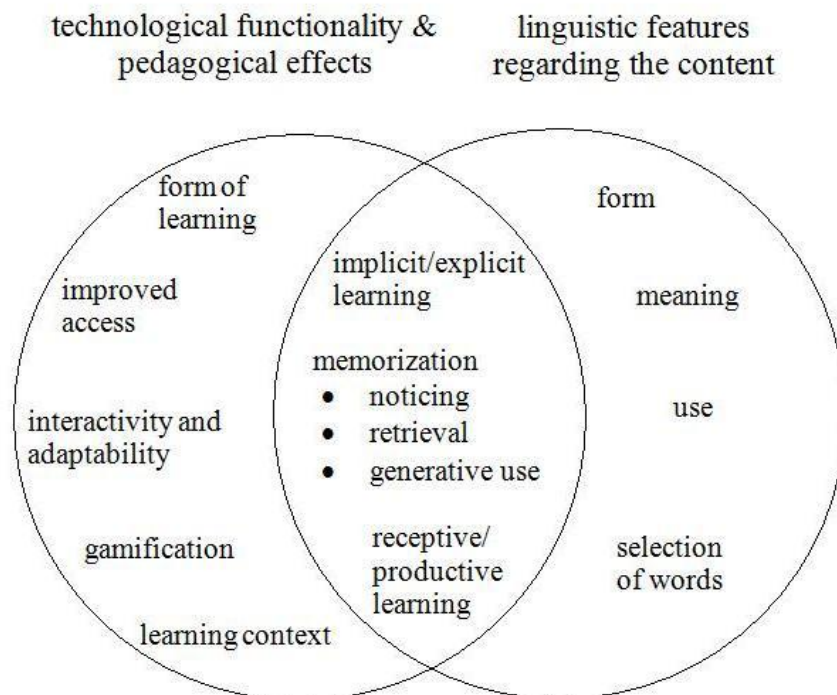 technological functionality &
pedagogical effects
linguistic features
regarding the content
form of
learning
improved
access
interactivity and
adaptability
gamification
learning context
implicit/explicit
learning
memorization
• noticing
• retrieval
• generative use
receptive/
productive
learning
form
meaning
use
selection
of words